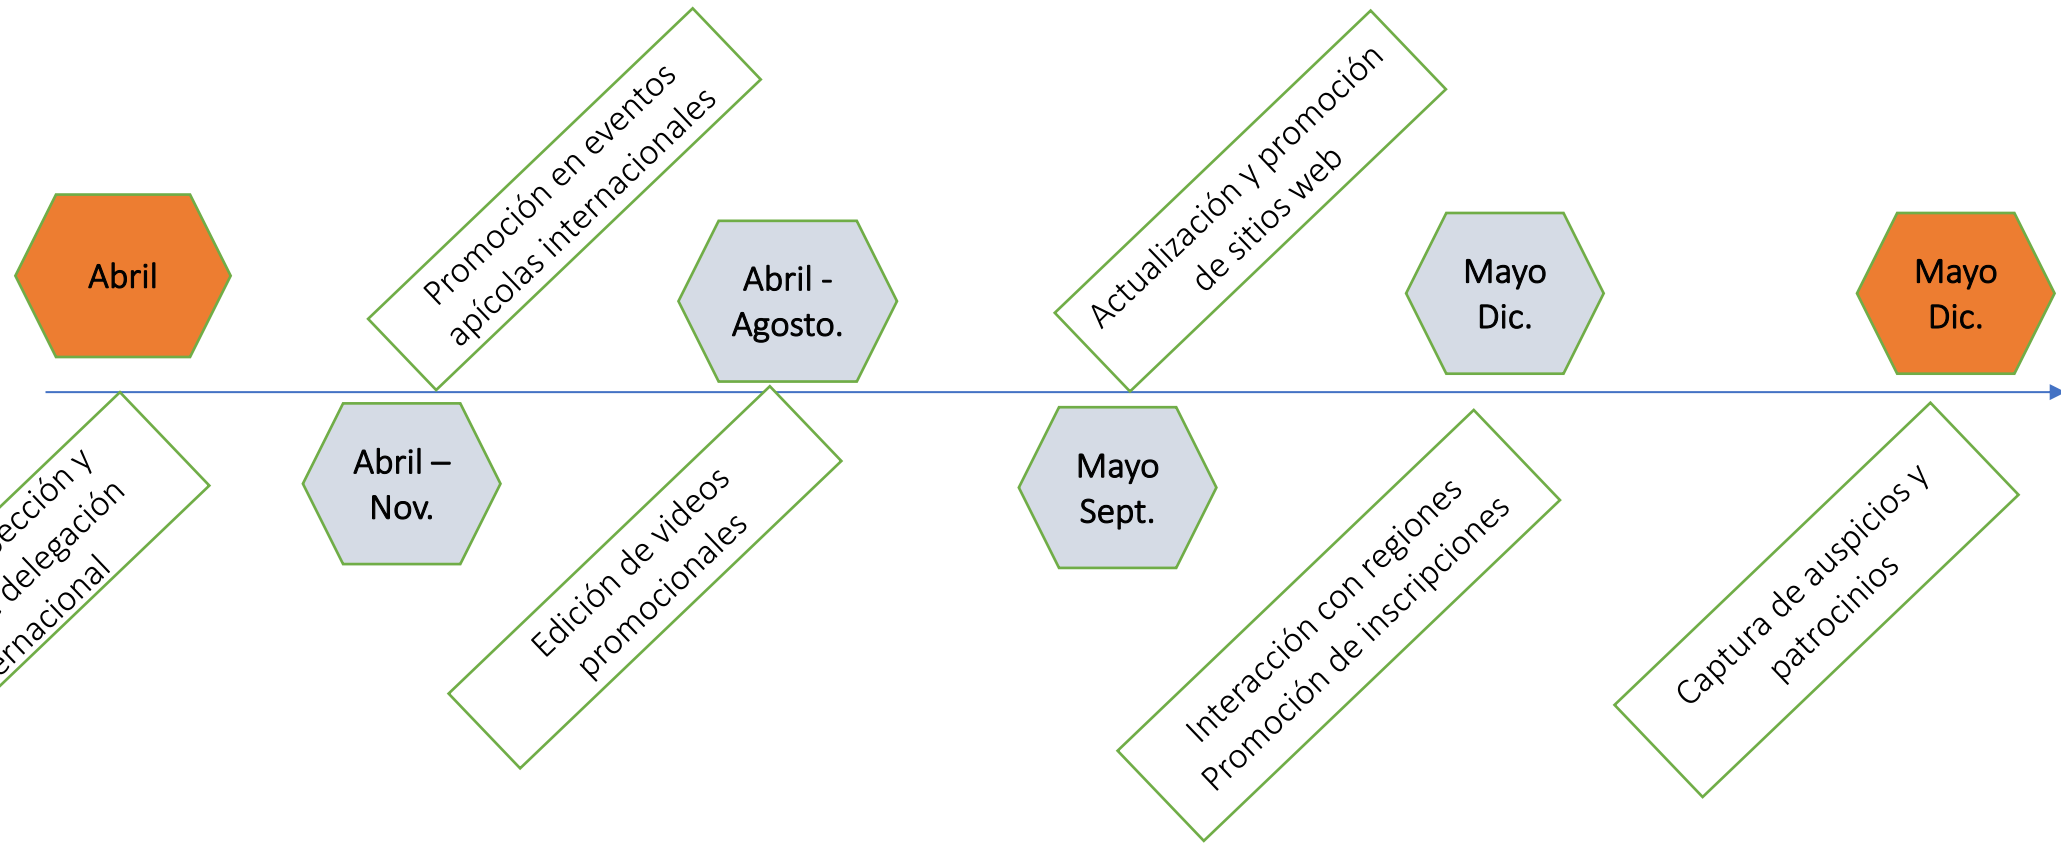 Abril
delegación
Abril –
Nov.
Promoción en eventos
apícolas internacionales
Abril -
Agosto.
Edición de videos
promocionales
Mayo
Sept.
Actualización y promoción
de sitios web
Mayo
Dic.
Interacción con regiones
Promoción de inscripciones
Mayo
Dic.
Captura de auspicios y
patrocinios